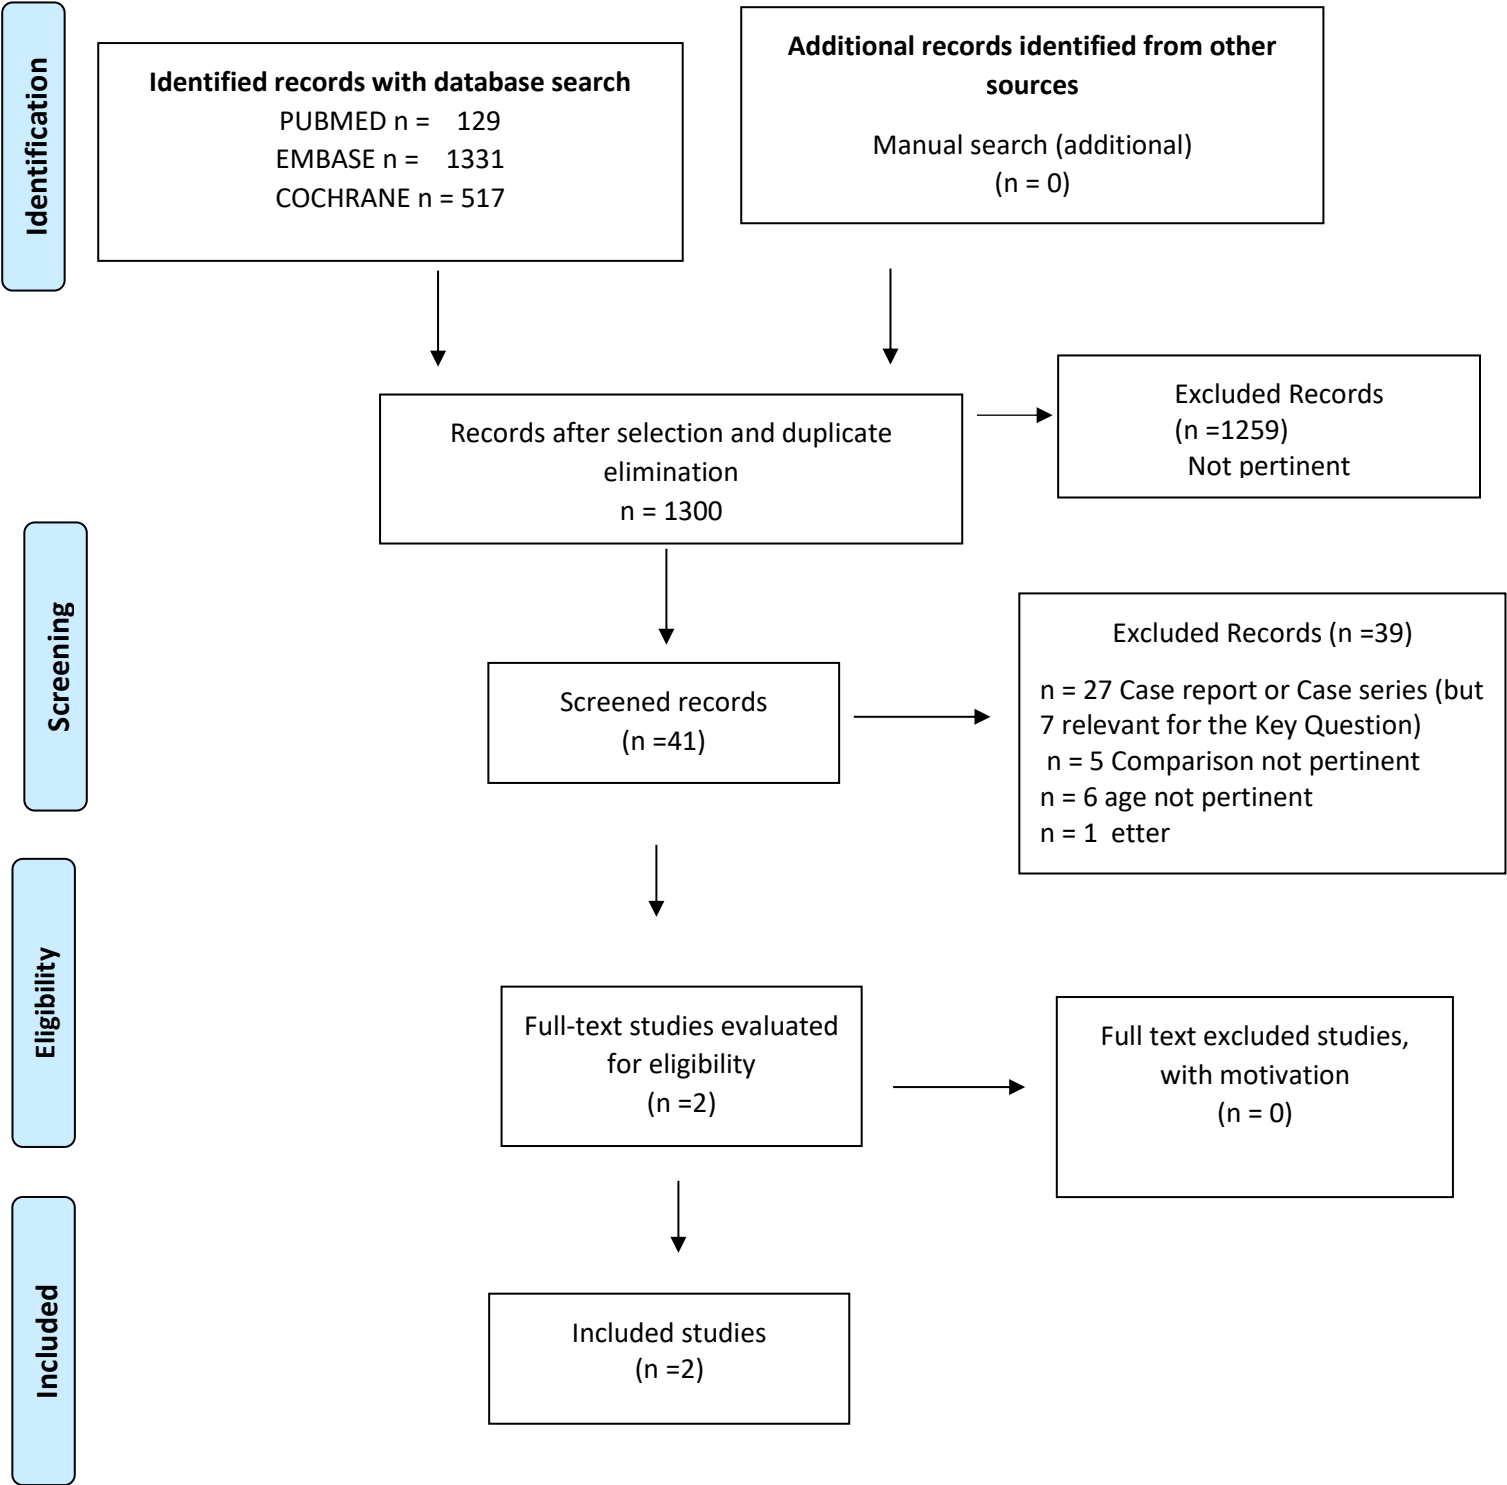 Identification
Identified records with database search
PUBMED n = 129
EMBASE n = 1331
COCHRANE n = 517
Additional records identified from other
sources
Manual search (additional)
(n = 0)
Records after selection and duplicate
elimination
n = 1300
Excluded Records
(n =1259)
Not pertinent
Screening
Screened records
(n =41)
Excluded Records (n =39)
n = 27 Case report or Case series (but
7 relevant for the Key Question)
n = 5 Comparison not pertinent
n = 6 age not pertinent
n = 1 etter
Eligibility
Full-text studies evaluated
for eligibility
(n =2)
Full text excluded studies,
with motivation
(n = 0)
Included
Included studies
(n =2)